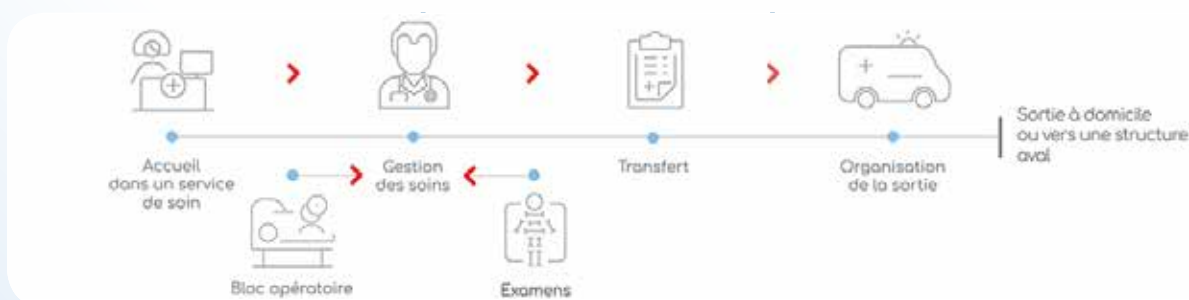 Accueil
dans un service
de soin
Gestion
des soins
Transfert
Organisation
de la sortie
Sortie à domicile
ou vers une structure
aval
Bloc opératoire
Examens